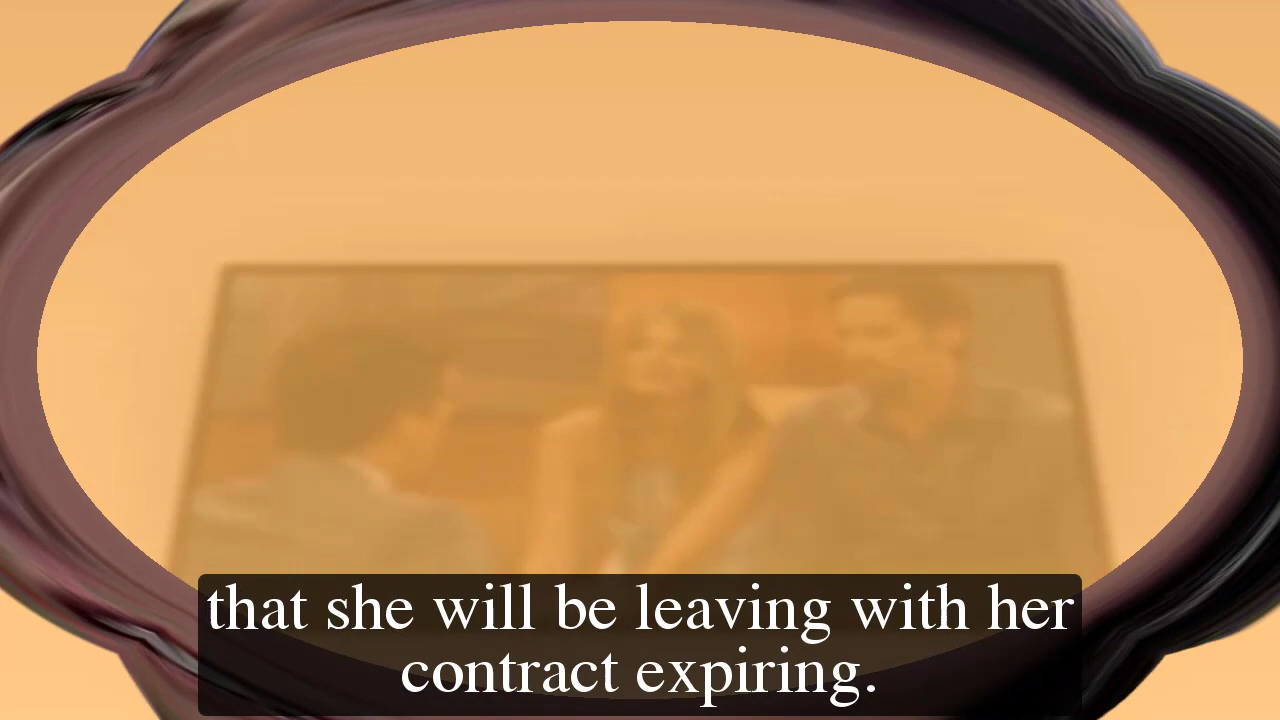 that she will be leaving with her
contract expiring.